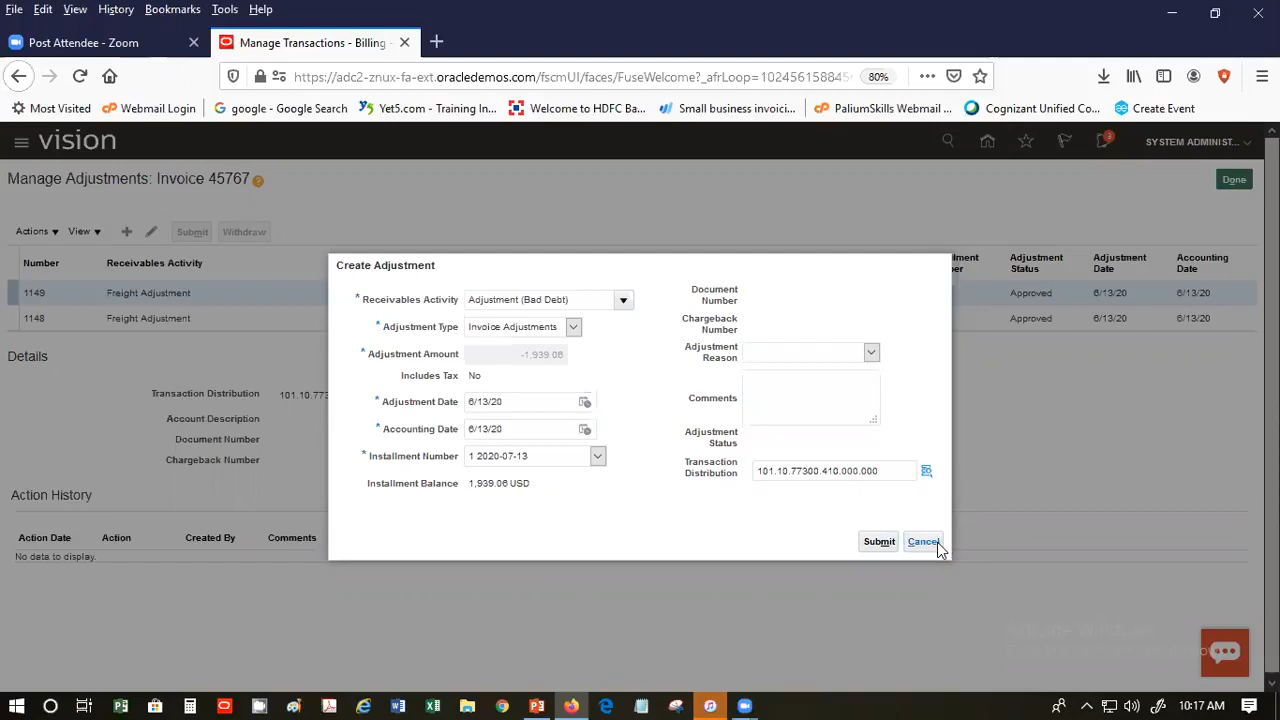 File Edit View History Bookmarks Tools Help
Post Attendee - Zoom Manage Transactions - Billing -
https://adc2-znux-fa-ext.oracledemos.com/fscmUI/faces/FuseWelcome?_afrLoop=1024561588458 80%
Most Visited Webmail Login google - Google Search Yet5.com - Training In... Welcome to HDFC Ba... Small business invoici... PaliumSkills Webmail ... Cognizant Unified Co... Create Event
vision 3 SYSTEM ADMINIST...
Manage Adjustments: Invoice 45767 Done
Actions View Submit Withdraw
Number Receivables Activity Adjustment Status Adjustment Date Accounting Date
1149 Freight Adjustment Approved 6/13/20 6/13/20
1148 Freight Adjustment Approved 6/13/20 6/13/20
Details
Transaction Distribution 101.10.773
Account Description
Document Number
Chargeback Number
Action History
Action Date Action Created By Comments
No data to display.
Create Adjustment
* Receivables Activity Adjustment (Bad Debt)
* Adjustment Type Invoice Adjustments
* Adjustment Amount -1,939.06
Includes Tax No
* Adjustment Date 6/13/20
* Accounting Date 6/13/20
* Installment Number 1 2020-07-13
Installment Balance 1,939.06 USD
Document Number
Chargeback Number
Adjustment Reason
Comments
Adjustment Status
Transaction Distribution 101.10.77300.410.000.000
Submit Cancel
10:17 AM